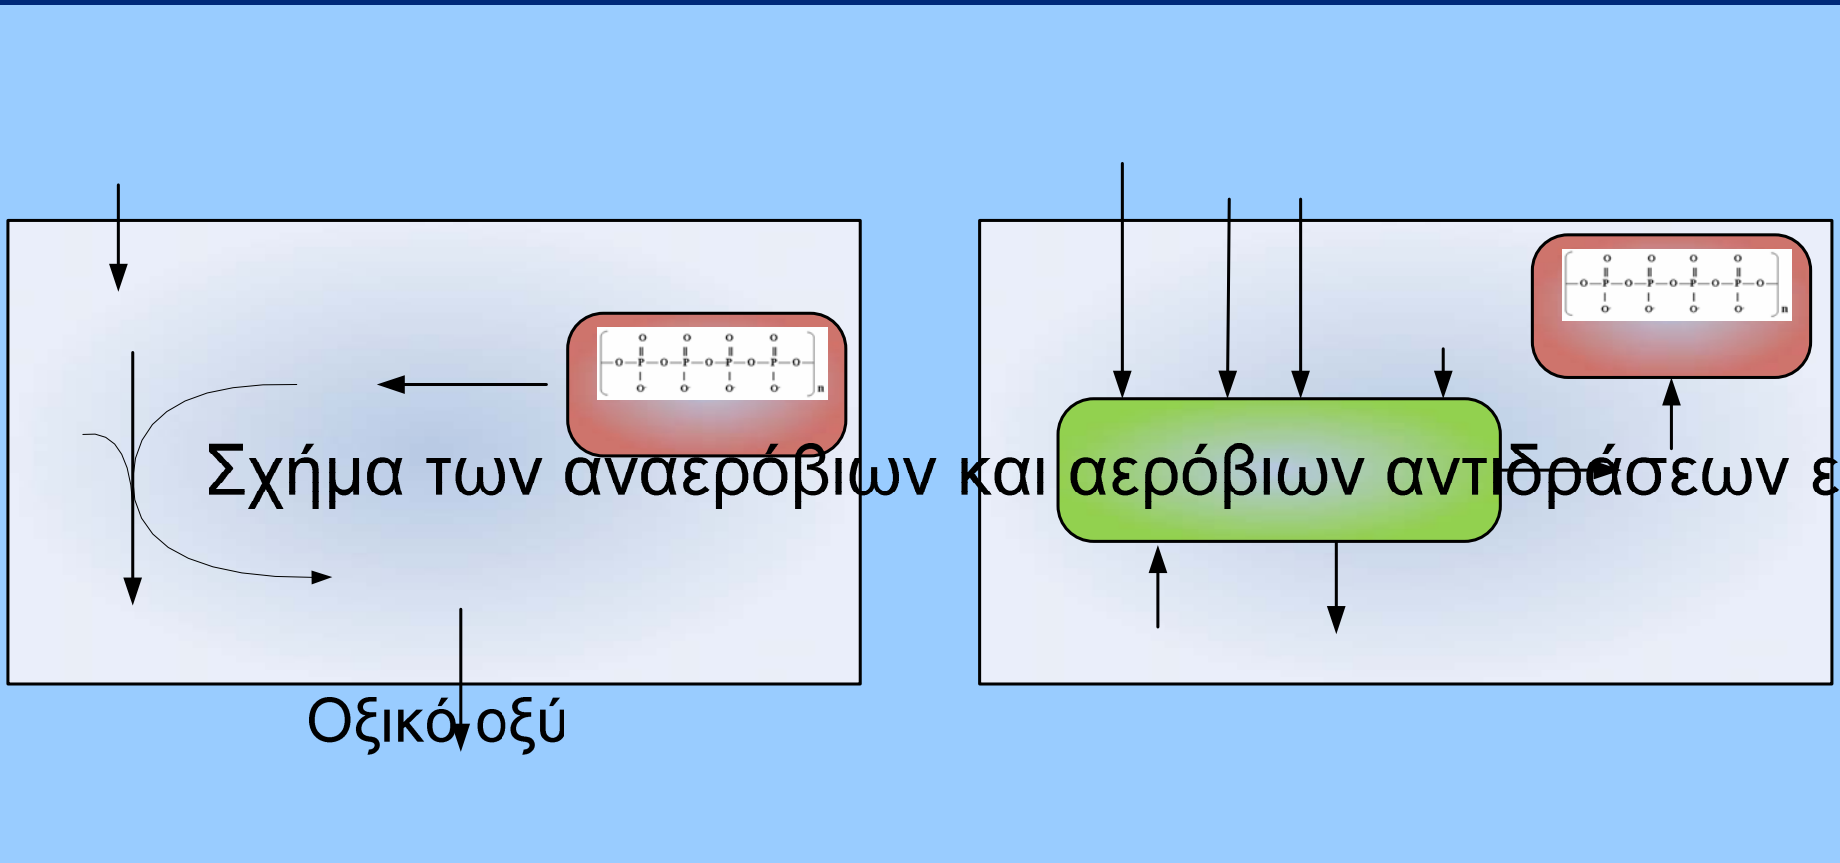 O O O O
O P O P O P O P O
O- O- O- O- n
O O O O
O P O P O P O P O
O- O- O- O- n
Σχήμα των αναερόβιων και αερόβιων αντιδράσεων ε
Οξικό οξύ